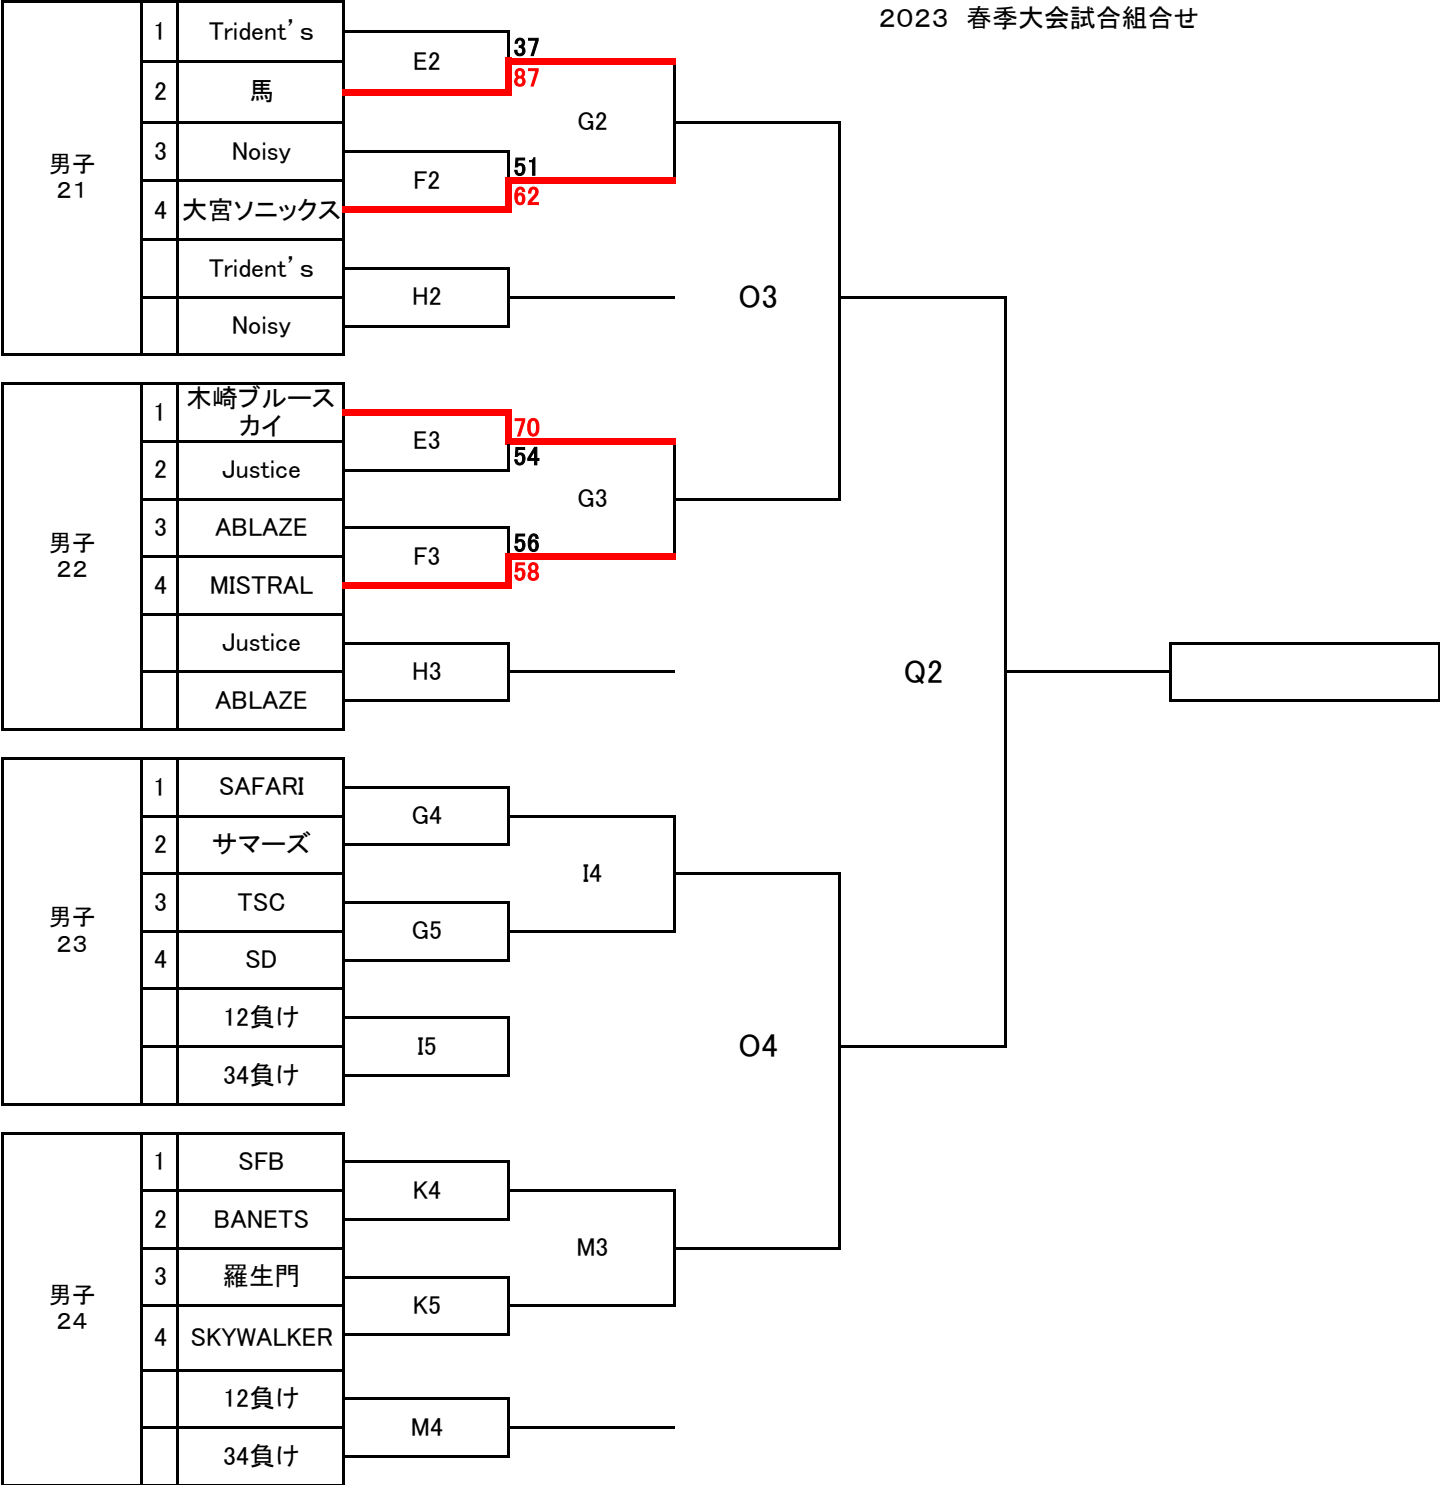 2023 春季大会試合組合せ
男子
21
1 Trident’s
2 馬
3 Noisy
4 大宮ソニックス
Trident’s
Noisy
E2
37
87
F2
51
62
G2
H2
O3
男子
22
1 木崎ブルース
カイ
2 Justice
3 ABLAZE
4 MISTRAL
Justice
ABLAZE
E3
70
54
F3
56
58
G3
H3
Q2
男子
23
1 SAFARI
2 サマーズ
3 TSC
4 SD
12負け
34負け
G4
G5
I4
I5
O4
男子
24
1 SFB
2 BANETS
3 羅生門
4 SKYWALKER
12負け
34負け
K4
K5
M3
M4